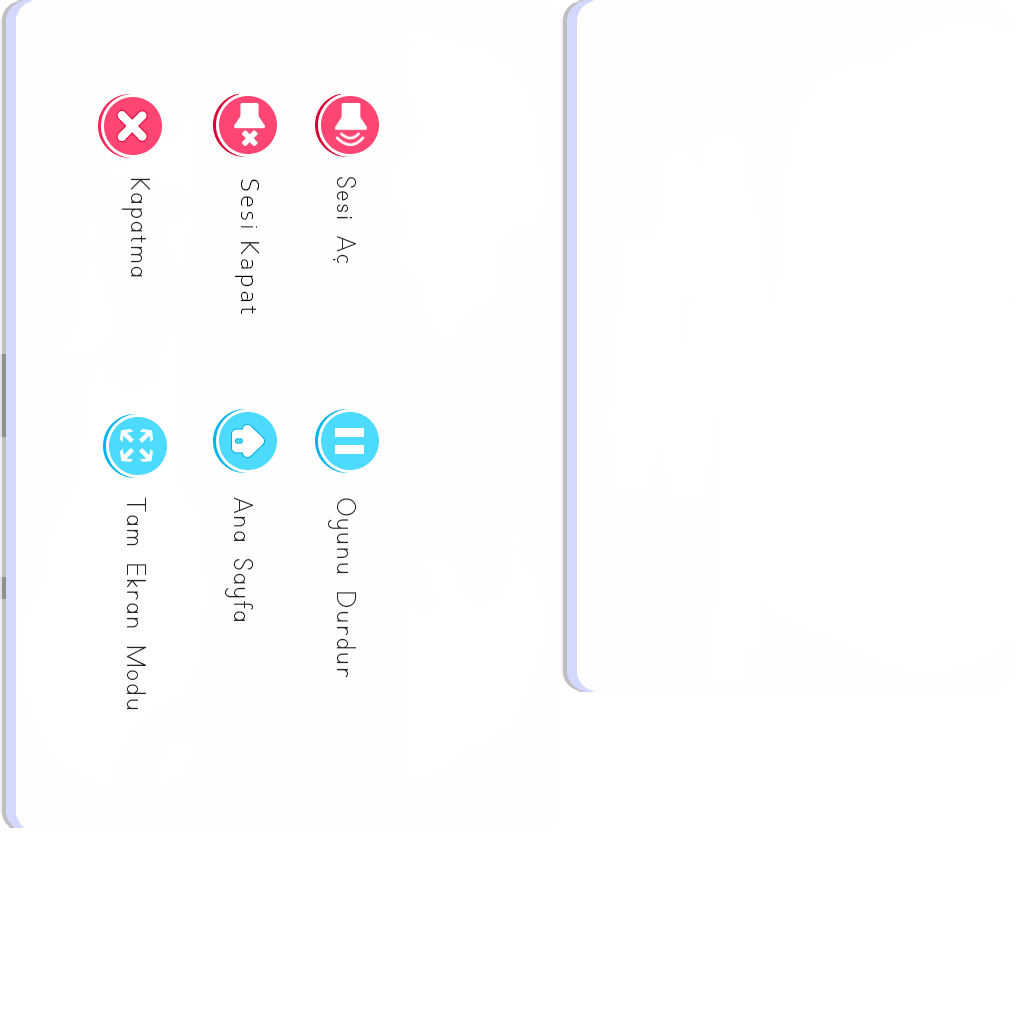 Sesi Aç
Oyunu Durdur
Sesi Kapat
Ana Sayfa
Kapatma
Tam Ekran Modu